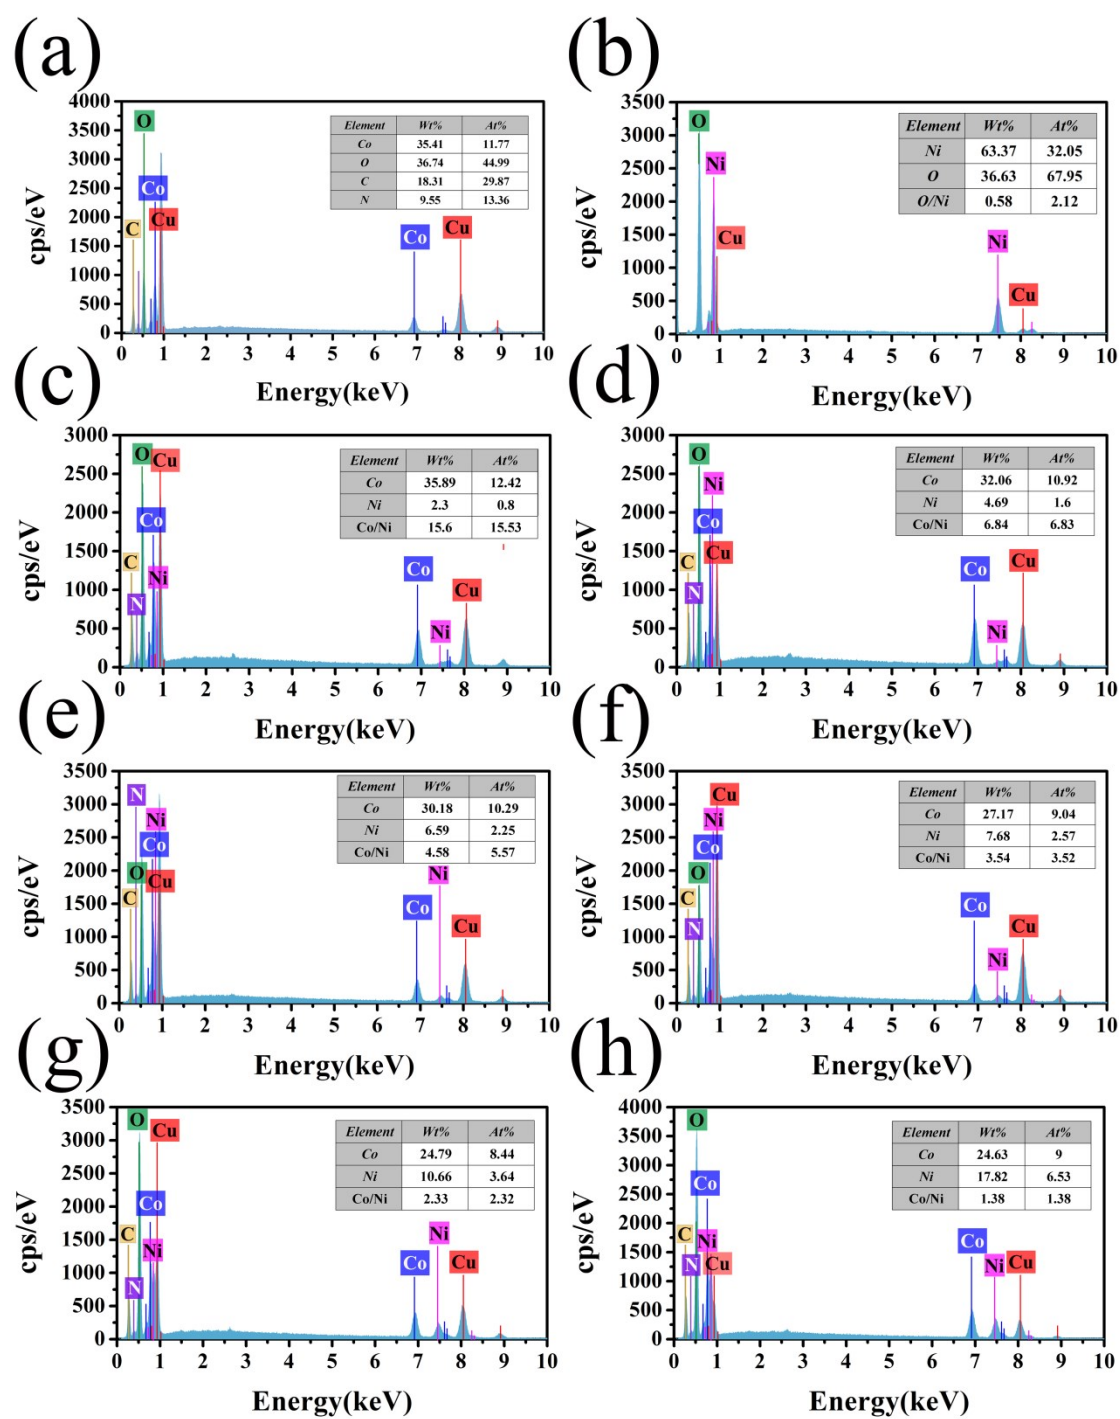 (a)
(b)
4000
3500
3000
2500
2000
1500
1000
500
0
cps/eV
O
Co
Cu
C
Co
Cu
Element Wt% At%
Co 35.41 11.77
O 36.74 44.99
C 18.31 29.87
N 9.55 13.36
0 1 2 3 4 5 6 7 8 9 10
Energy(keV)
3500
3000
2500
2000
1500
1000
500
0
cps/eV
O
Ni
Cu
Ni
Cu
Element Wt% At%
Ni 63.37 32.05
O 36.63 67.95
O/Ni 0.58 2.12
0 1 2 3 4 5 6 7 8 9 10
Energy(keV)
(c)
(d)
3000
2500
2000
1500
1000
500
0
cps/eV
O
Cu
Co
C
Ni
N
Co
Ni
Cu
Element Wt% At%
Co 35.89 12.42
Ni 2.3 0.8
Co/Ni 15.6 15.53
0 1 2 3 4 5 6 7 8 9 10
Energy(keV)
3000
2500
2000
1500
1000
500
0
cps/eV
O
Ni
Co
Cu
C
N
Co
Ni
Cu
Element Wt% At%
Co 32.06 10.92
Ni 4.69 1.6
Co/Ni 6.84 6.83
0 1 2 3 4 5 6 7 8 9 10
Energy(keV)
(e)
(f)
3500
3000
2500
2000
1500
1000
500
0
cps/eV
N
Ni
Co
O
Cu
C
Co
Ni
Cu
Element Wt% At%
Co 30.18 10.29
Ni 6.59 2.25
Co/Ni 4.58 5.57
0 1 2 3 4 5 6 7 8 9 10
Energy(keV)
3500
3000
2500
2000
1500
1000
500
0
cps/eV
Cu
Ni
Co
O
C
N
Co
Ni
Cu
Element Wt% At%
Co 27.17 9.04
Ni 7.68 2.57
Co/Ni 3.54 3.52
0 1 2 3 4 5 6 7 8 9 10
Energy(keV)
(g)
(h)
3500
3000
2500
2000
1500
1000
500
0
cps/eV
O
Cu
Co
C
Ni
N
Co
Ni
Cu
Element Wt% At%
Co 24.79 8.44
Ni 10.66 3.64
Co/Ni 2.33 2.32
0 1 2 3 4 5 6 7 8 9 10
Energy(keV)
4000
3500
3000
2500
2000
1500
1000
500
0
cps/eV
O
Co
C
Ni
N
Cu
Co
Ni
Cu
Element Wt% At%
Co 24.63 9
Ni 17.82 6.53
Co/Ni 1.38 1.38
0 1 2 3 4 5 6 7 8 9 10
Energy(keV)